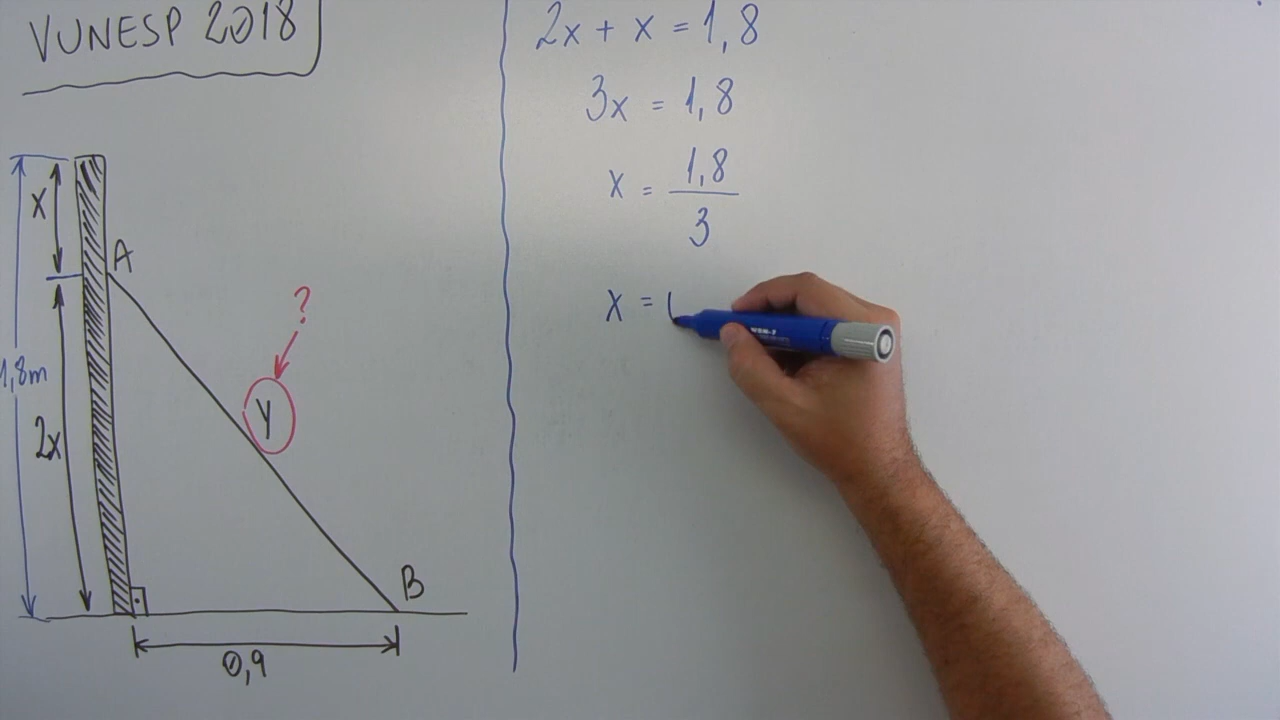 VUNESP 2018
x
A
?
1,8m
y
2x
B
0,9
2x + x = 1,8
3x = 1,8
x = 1,8
3
x =